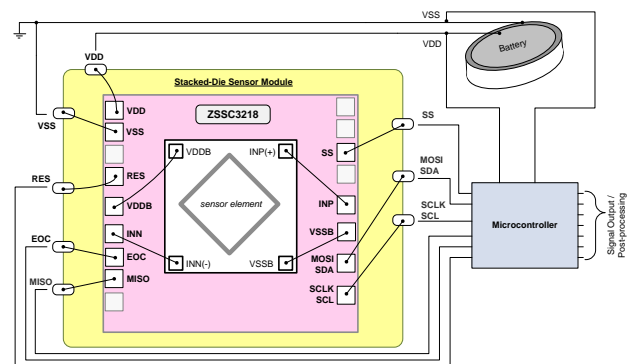 VSS
VDD
Battery
VDD
Stacked-Die Sensor Module
ZSSC3218
VDD
VSS
VSS
SS
SS
VDDB
INP(+)
MOSI
SDA
RES
RES
sensor element
SCLK
SCL
VDDB
INP
Microcontroller
Signal Output /
Post-processing
INN
VSSB
EOC
EOC
INN(-)
VSSB
MOSI
SDA
MISO
MISO
SCLK
SCL